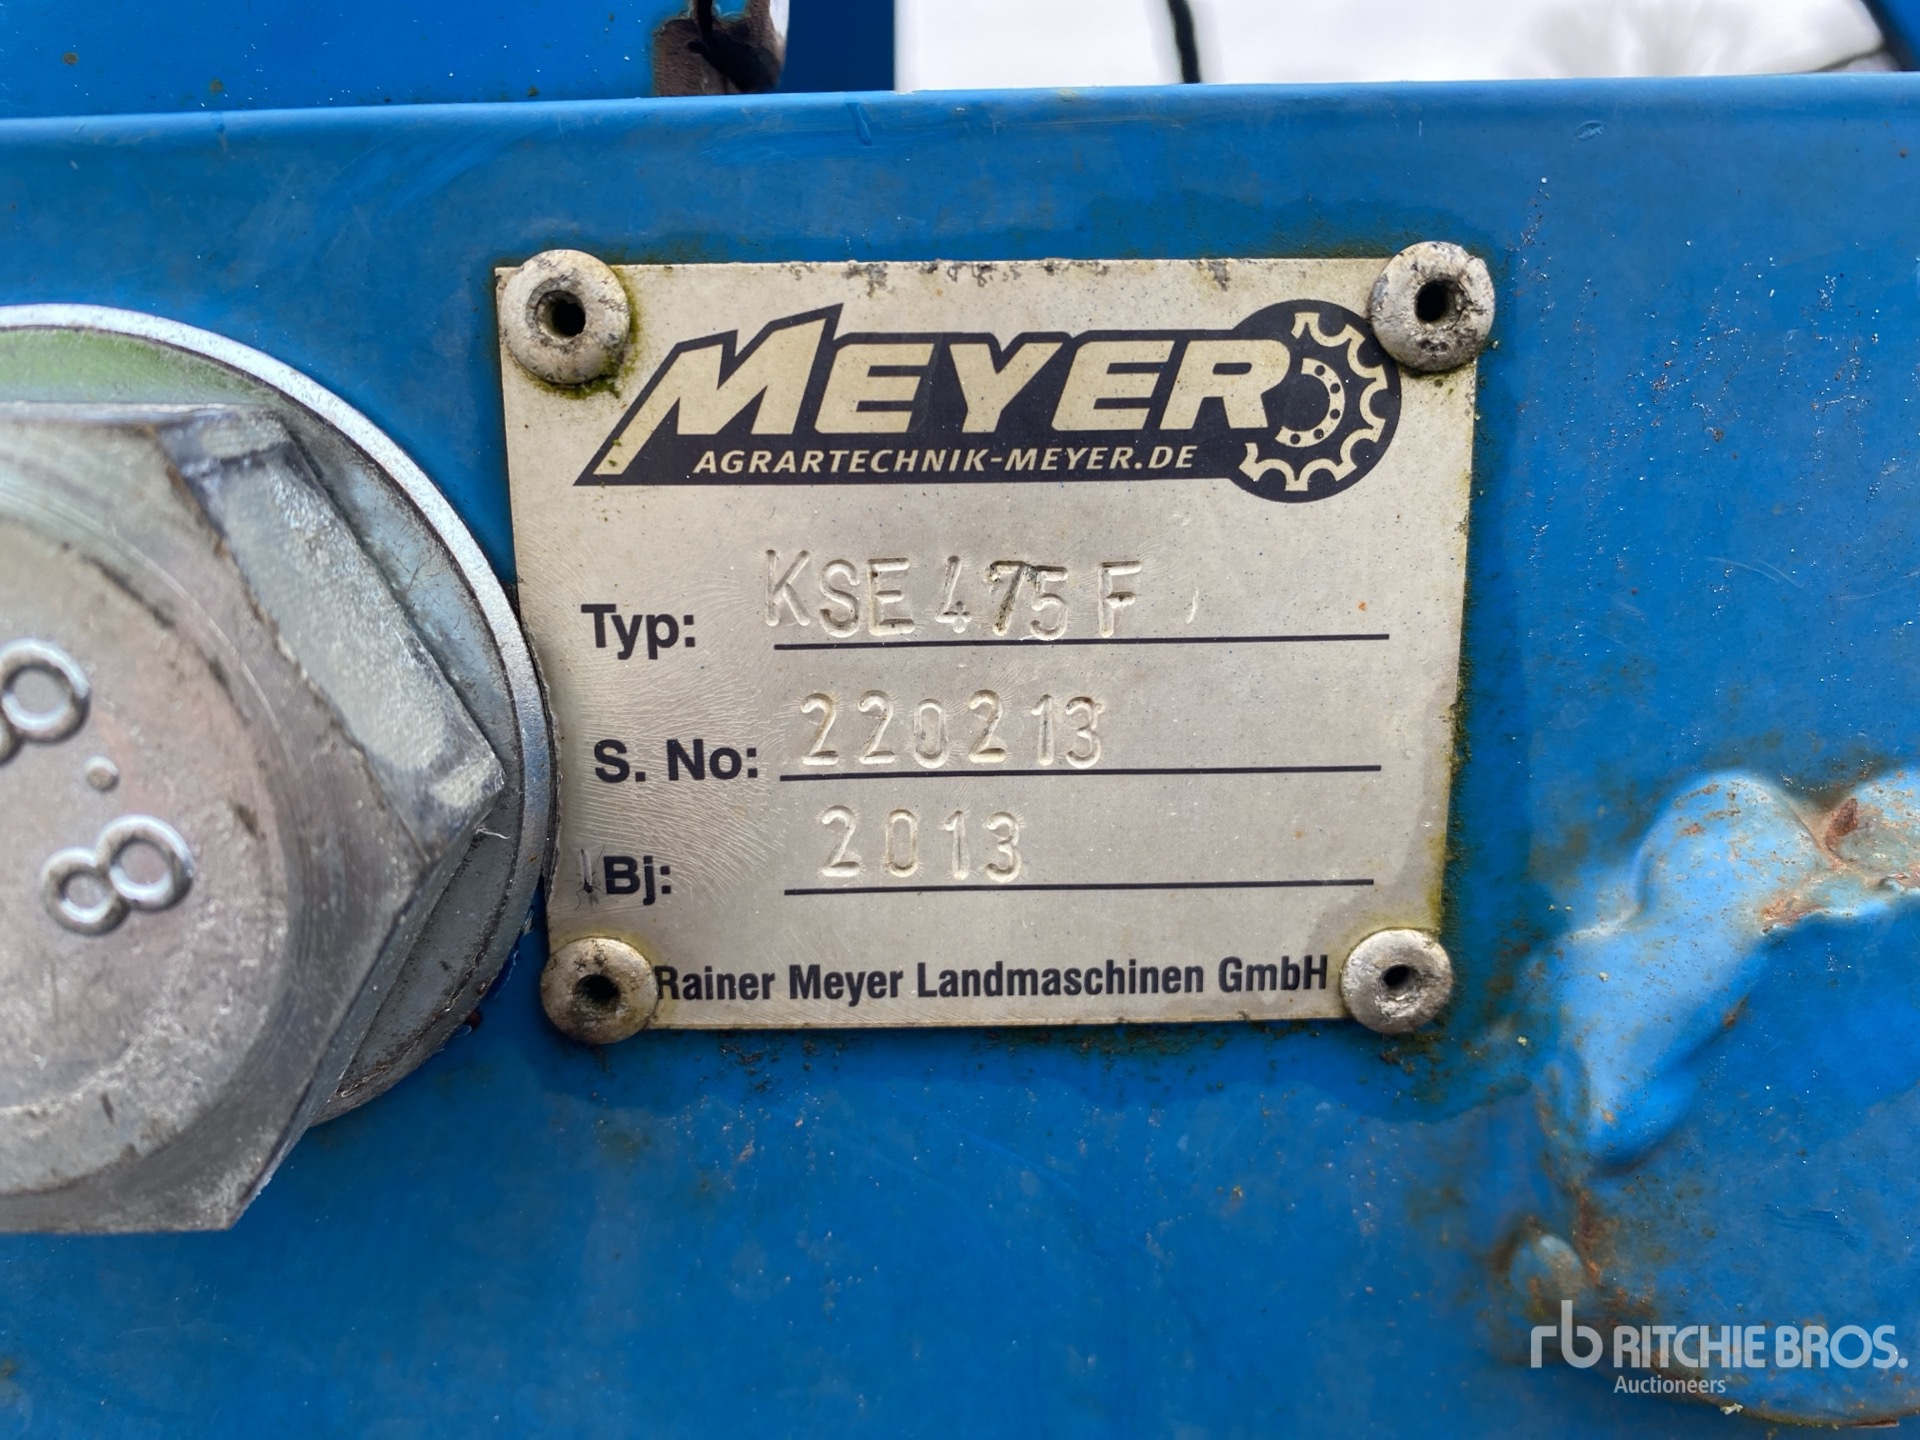 MEYER
AGRARTECHNIK-MEYER.DE
Typ: KSE 475 F
S. No: 220213
Bj: 2013
Rainer Meyer Landmaschinen GmbH
8.8
rb RITCHIE BROS.
Auctioneers